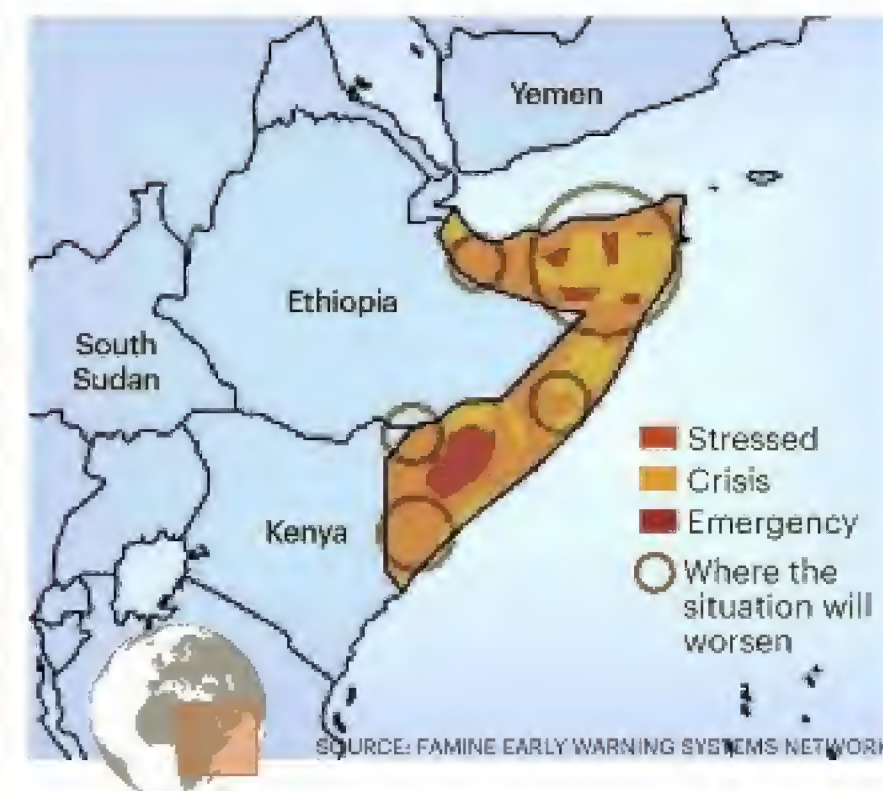 Yemen
Ethiopia
South
Sudan
Kenya
Stressed
Crisis
Emergency
Where the
situation will
worsen
SOURCE: FAMINE EARLY WARNING SYSTEMS NETWORK